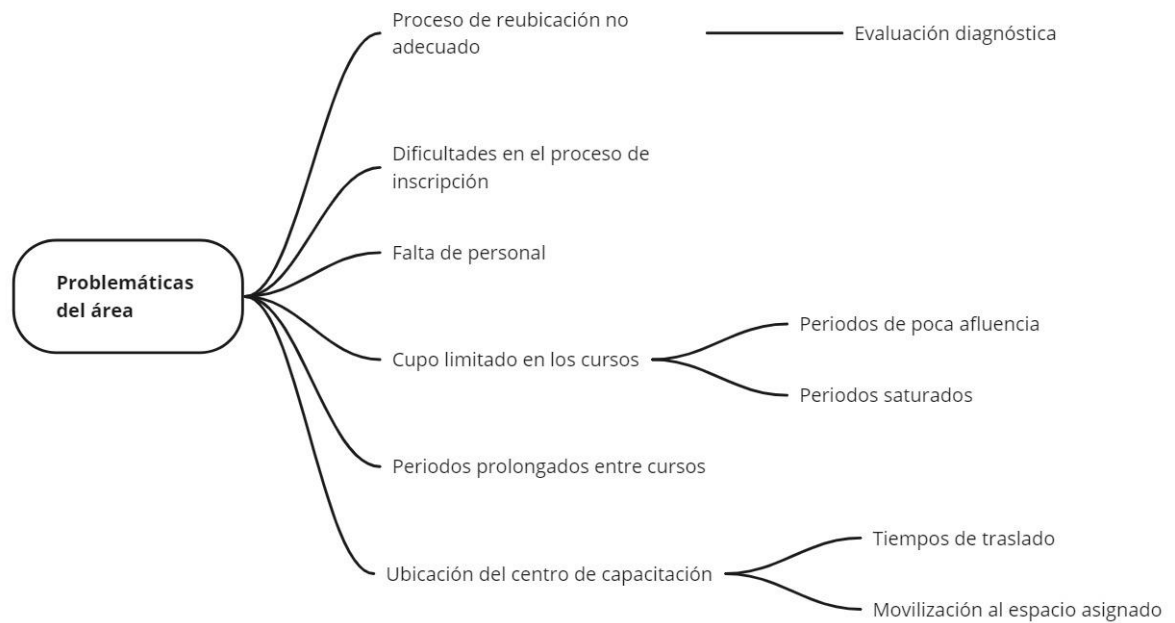 Problemáticas
del área
Proceso de reubicación no
adecuado
Evaluación diagnóstica
Dificultades en el proceso de
inscripción
Falta de personal
Cupo limitado en los cursos
Periodos de poca afluencia
Periodos saturados
Periodos prolongados entre cursos
Ubicación del centro de capacitación
Tiempos de traslado
Movilización al espacio asignado